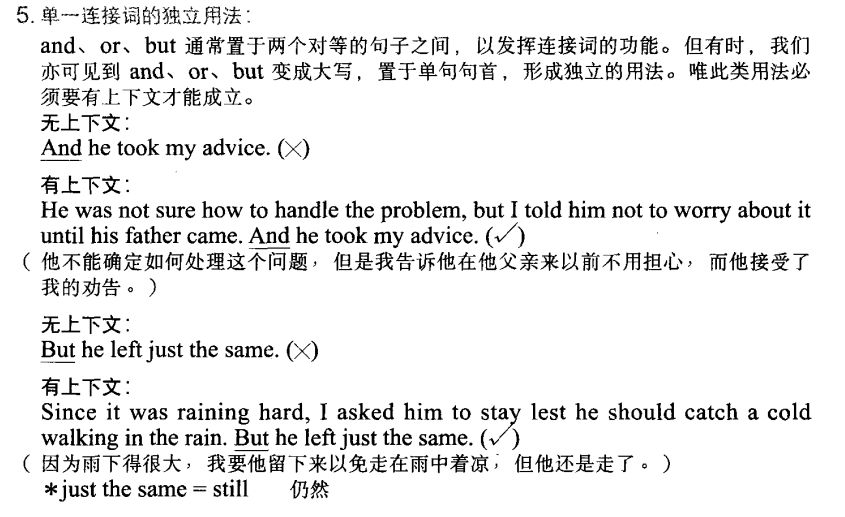 5. 单一连接词的独立用法：
and、or、but 通常置于两个对等的句子之间，以发挥连接词的功能。但有时，我们
亦可见到 and、or、but 变成大写，置于单句句首，形成独立的用法。唯此类用法必
须要有上下文才能成立。
无上下文：
And he took my advice. (×)
有上下文：
He was not sure how to handle the problem, but I told him not to worry about it
until his father came. And he took my advice. (✓)
（ 他不能确定如何处理这个问题，但是我告诉他在他父亲来以前不用担心，而他接受了
我的劝告。）
无上下文：
But he left just the same. (×)
有上下文：
Since it was raining hard, I asked him to stay lest he should catch a cold
walking in the rain. But he left just the same. (✓)
（ 因为雨下得很大，我要他留下来以免走在雨中着凉，但他还是走了。）
*just the same = still 仍然